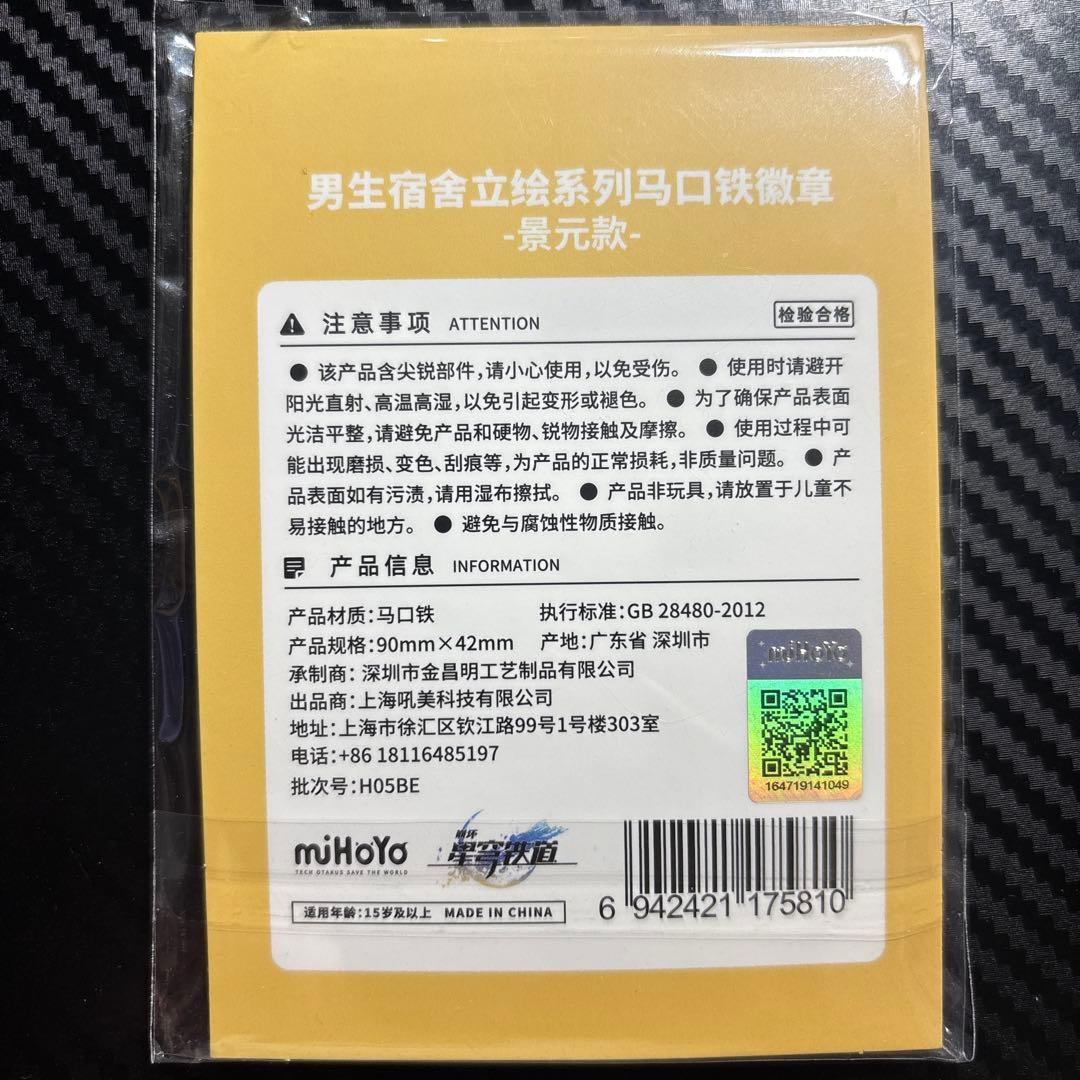 男生宿舍立绘系列马口铁徽章
-景元款-
注意事项 ATTENTION
检验合格
● 该产品含尖锐部件,请小心使用,以免受伤。 ● 使用时请避开
阳光直射、高温高湿,以免引起变形或褪色。 ● 为了确保产品表面
光洁平整,请避免产品和硬物、锐物接触及摩擦。 ● 使用过程中可
能出现磨损、变色、刮痕等,为产品的正常损耗,非质量问题。 ● 产
品表面如有污渍,请用湿布擦拭。 ● 产品非玩具,请放置于儿童不
易接触的地方。 ● 避免与腐蚀性物质接触。
产品信息 INFORMATION
产品材质:马口铁 执行标准:GB 28480-2012
产品规格:90mm×42mm 产地:广东省 深圳市
承制商:深圳市金昌明工艺制品有限公司
出品商:上海吼美科技有限公司
地址:上海市徐汇区钦江路99号1号楼303室
电话:+86 18116485197
批次号:H05BE
miHoYo
164719141049
miHoYo
TECH OTAKUS SAVE THE WORLD
崩坏
星穹铁道
适用年龄:15岁及以上 MADE IN CHINA
6 942421 175810